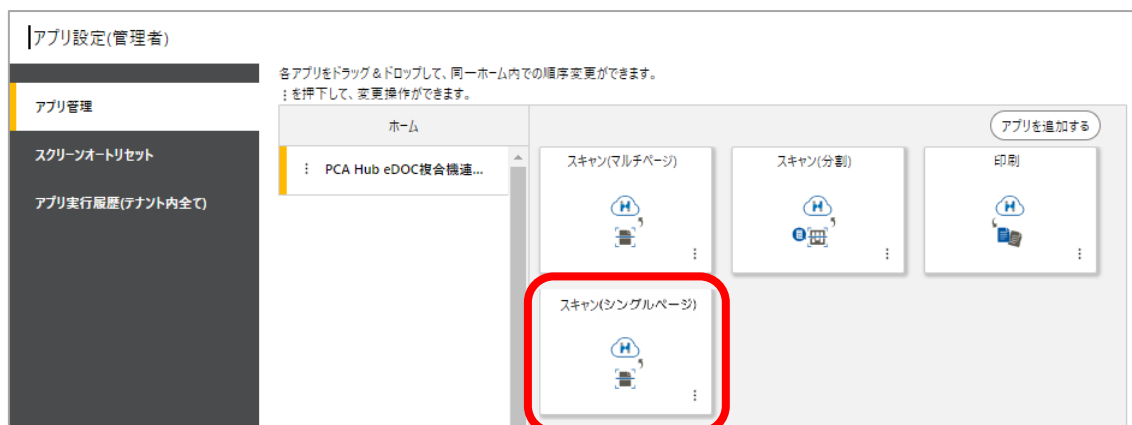 アプリ設定(管理者)
各アプリをドラッグ&ドロップして、同一ホーム内での順序変更ができます。
⋮を押下して、変更操作ができます。
アプリ管理
スクリーンオートリセット
アプリ実行履歴(テナント内全て)
ホーム
アプリを追加する
⋮ PCA Hub eDOC複合機連...
スキャン(マルチページ)
スキャン(分割)
印刷
スキャン(シングルページ)